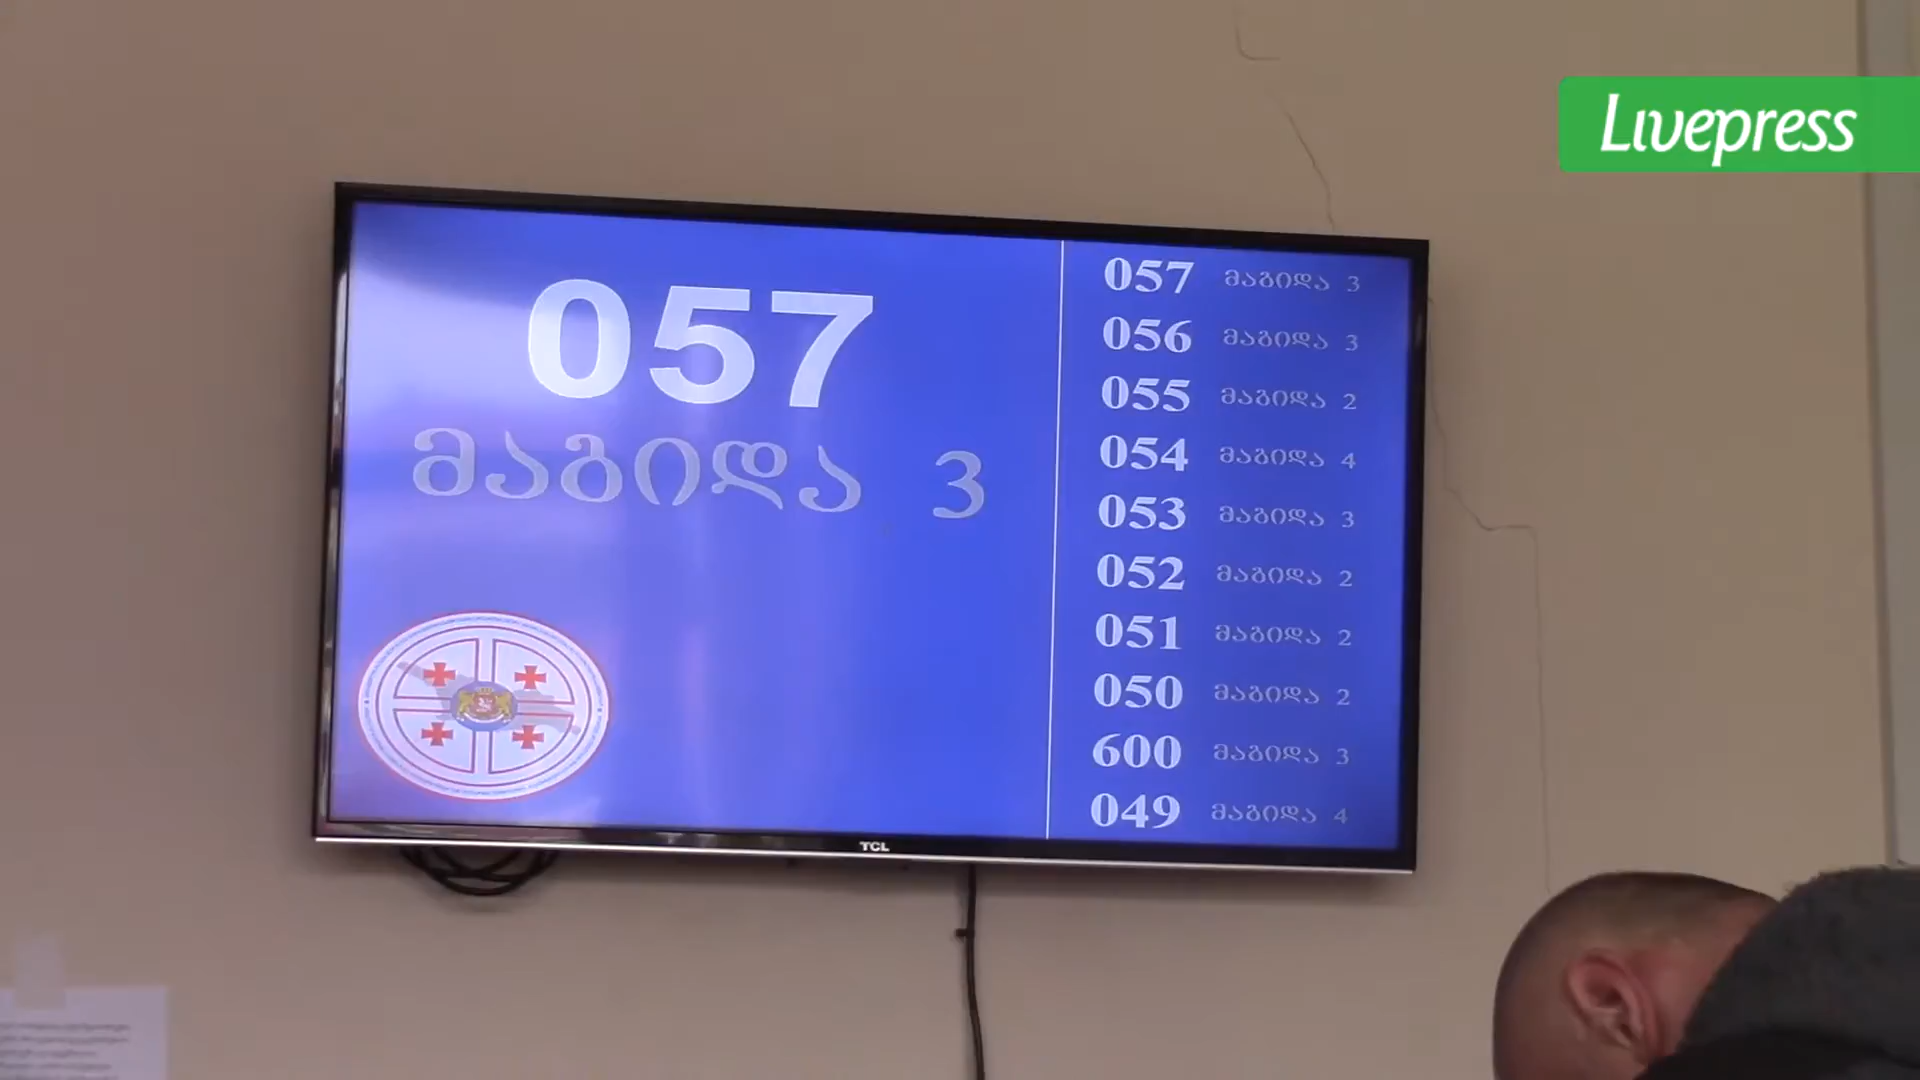 Livepress
057
მაგიდა 3
057 მაგიდა 3
056 მაგიდა 3
055 მაგიდა 2
054 მაგიდა 4
053 მაგიდა 3
052 მაგიდა 2
051 მაგიდა 2
050 მაგიდა 2
600 მაგიდა 3
049 მაგიდა 4
TCL